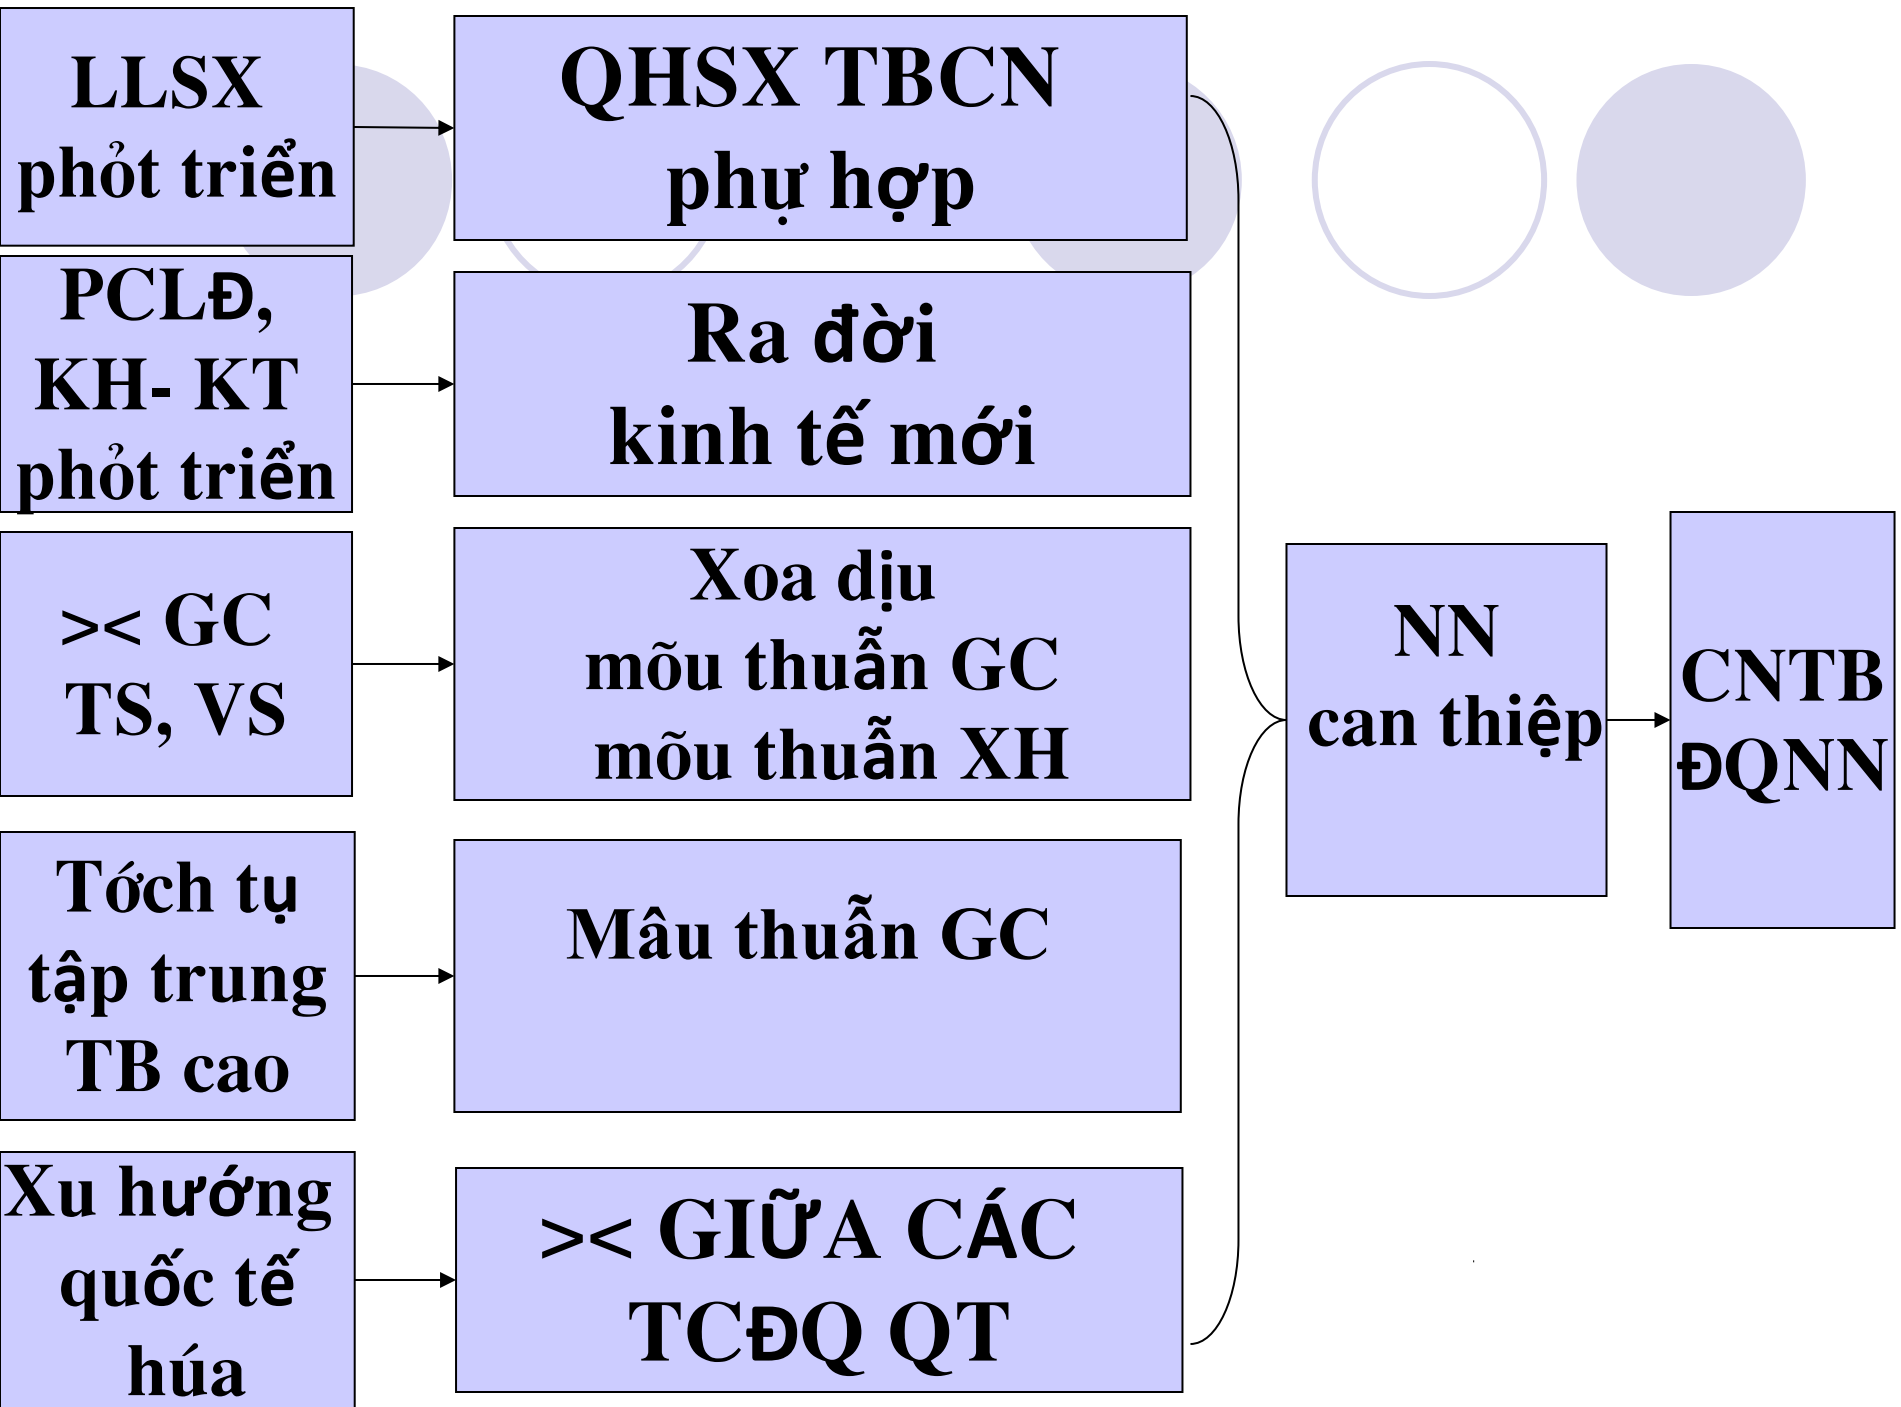 LLSX
phỏt triển
QHSX TBCN
phự hợp
PCLĐ,
KH- KT
phỏt triển
Ra đời
kinh tế mới
>< GC
TS, VS
Xoa dịu
mõu thuẫn GC
mõu thuẫn XH
Tớch tụ
tập trung
TB cao
Mâu thuẫn GC
Xu hướng
quốc tế
húa
>< GIỮA CÁC
TCĐQ QT
NN
can thiệp
CNTB
ĐQNN